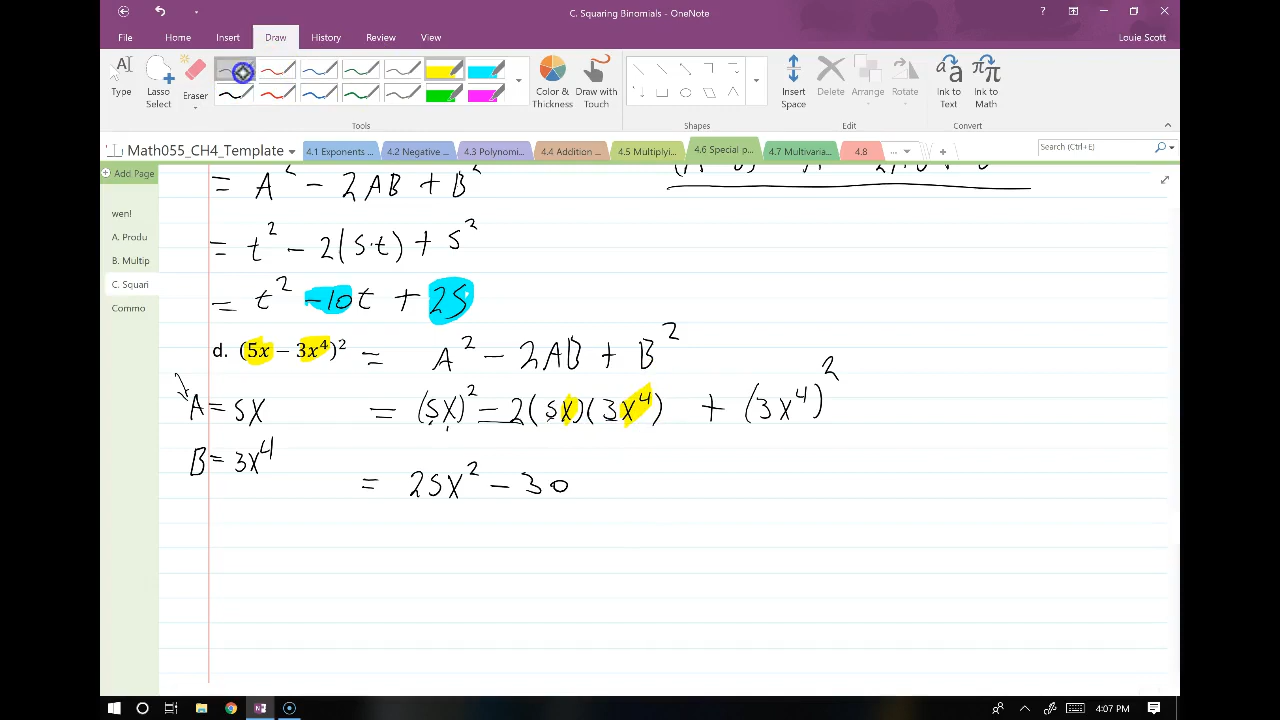 C. Squaring Binomials - OneNote
File Home Insert Draw History Review View Louie Scott
Type Lasso Select Eraser Color & Thickness Draw with Touch Insert Space Delete Arrange Rotate Ink to Text Ink to Math
Tools Shapes Edit Convert
Math055_CH4_Template 4.1 Exponents ... 4.2 Negative ... 4.3 Polynomi... 4.4 Addition ... 4.5 Multiplyi... 4.6 Special p... 4.7 Multivaria... 4.8 ... Search (Ctrl+E)
Add Page
wen!
A. Produ
B. Multip
C. Squari
Commo
= A² - 2AB + B²
= t² - 2(5·t) + 5²
= t² -10t + 25
d. (5x − 3x⁴)² = A² - 2AB + B²
A = 5x = (5x)² - 2(5x)(3x⁴) + (3x⁴)²
B = 3x⁴
= 25x² - 30
4:07 PM